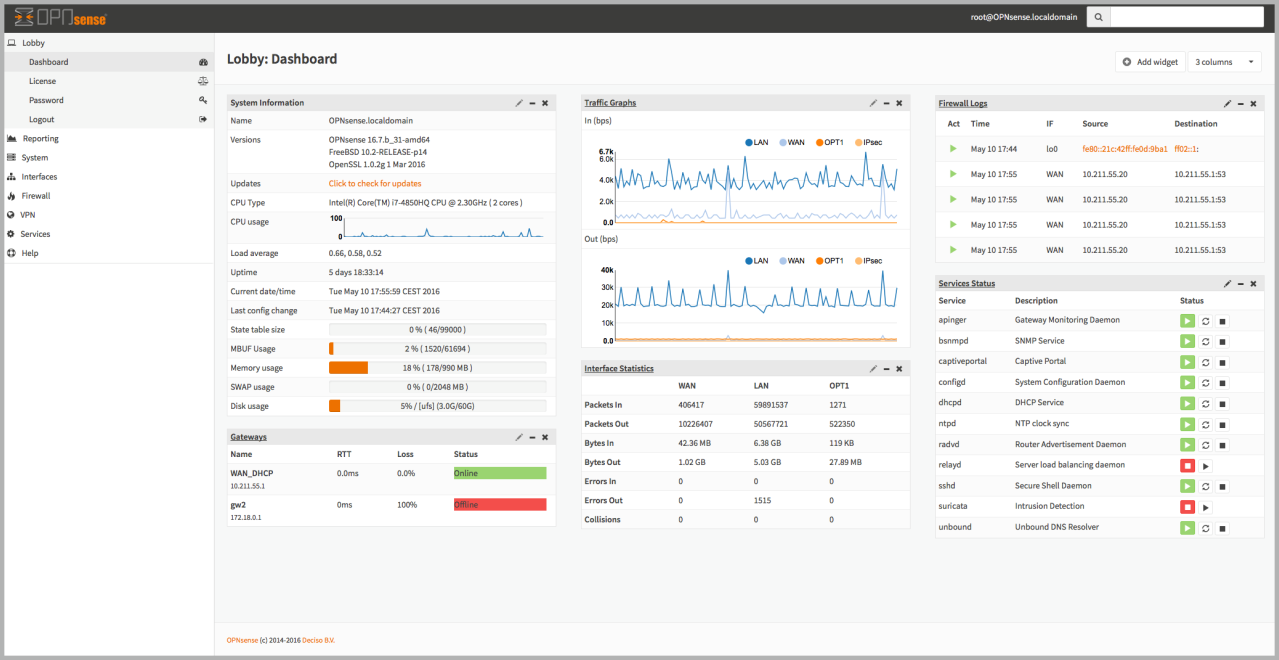 OPNsense
root@OPNsense.localdomain
Lobby
Dashboard
License
Password
Logout
Reporting
System
Interfaces
Firewall
VPN
Services
Help
Lobby: Dashboard
Add widget
3 columns
System Information
Name OPNsense.localdomain
Versions OPNsense 16.7.b_31-amd64
FreeBSD 10.2-RELEASE-p14
OpenSSL 1.0.2g 1 Mar 2016
Updates Click to check for updates
CPU Type Intel(R) Core(TM) i7-4850HQ CPU @ 2.30GHz ( 2 cores )
CPU usage 100
0
Load average 0.66, 0.58, 0.52
Uptime 5 days 18:33:14
Current date/time Tue May 10 17:55:59 CEST 2016
Last config change Tue May 10 17:44:27 CEST 2016
State table size 0 % ( 46/99000 )
MBUF Usage 2 % ( 1520/61694 )
Memory usage 18 % ( 178/990 MB )
SWAP usage 0 % ( 0/2048 MB )
Disk usage 5% / [ufs] (3.0G/60G)
Gateways
Name RTT Loss Status
WAN_DHCP 0.0ms 0.0% Online
10.211.55.1
gw2 0ms 100% Offline
172.18.0.1
Traffic Graphs
In (bps)
LAN WAN OPT1 IPsec
6.7k
6.0k
4.0k
2.0k
0.0
Out (bps)
LAN WAN OPT1 IPsec
40k
30k
20k
10k
0.0
Interface Statistics
WAN LAN OPT1
Packets In 406417 59891537 1271
Packets Out 10226407 50567721 522350
Bytes In 42.36 MB 6.38 GB 119 KB
Bytes Out 1.02 GB 5.03 GB 27.89 MB
Errors In 0 0 0
Errors Out 0 1515 0
Collisions 0 0 0
Firewall Logs
Act Time IF Source Destination
May 10 17:44 lo0 fe80::21c:42ff:fe0d:9ba1 ff02::1:
May 10 17:55 WAN 10.211.55.20 10.211.55.1:53
May 10 17:55 WAN 10.211.55.20 10.211.55.1:53
May 10 17:55 WAN 10.211.55.20 10.211.55.1:53
May 10 17:55 WAN 10.211.55.20 10.211.55.1:53
Services Status
Service Description Status
apinger Gateway Monitoring Daemon
bsnmpd SNMP Service
captiveportal Captive Portal
configd System Configuration Daemon
dhcpd DHCP Service
ntpd NTP clock sync
radvd Router Advertisement Daemon
relayd Server load balancing daemon
sshd Secure Shell Daemon
suricata Intrusion Detection
unbound Unbound DNS Resolver
OPNsense (c) 2014-2016 Deciso B.V.